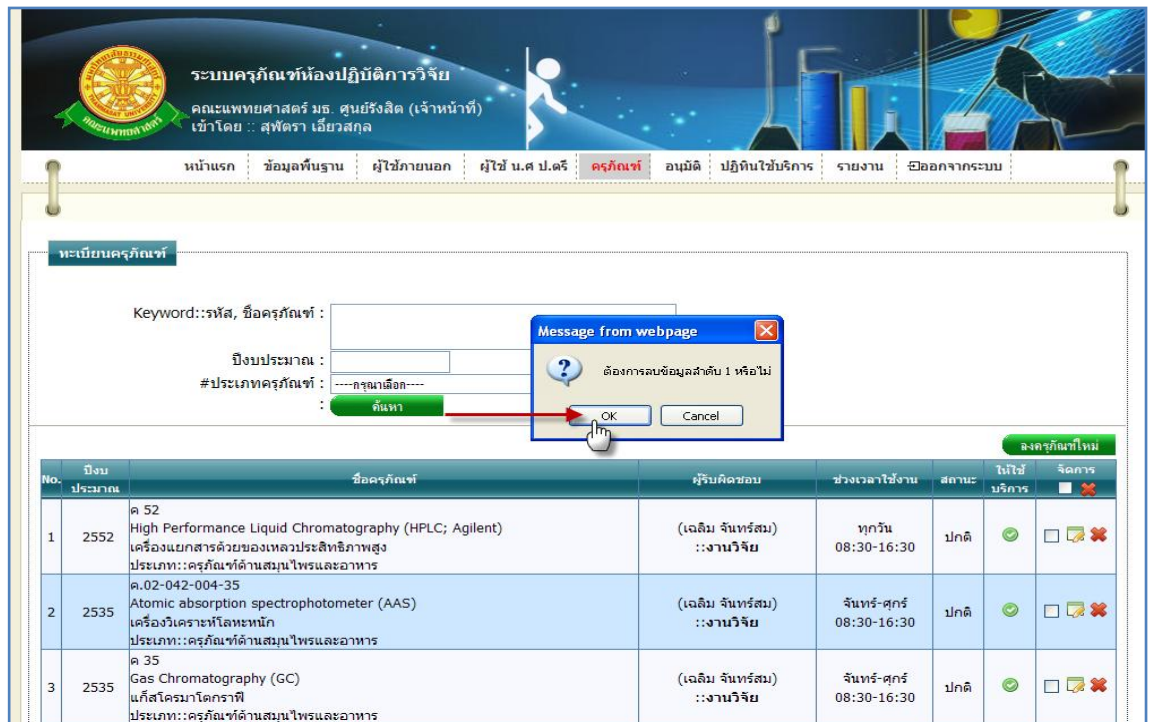 ระบบครุภัณฑ์ห้องปฏิบัติการวิจัย
คณะแพทยศาสตร์ มธ. ศูนย์รังสิต (เจ้าหน้าที่)
เข้าโดย :: สุพัตรา เอี้ยวสกุล
หน้าแรก ข้อมูลพื้นฐาน ผู้ใช้ภายนอก ผู้ใช้ น.ศ ป.ตรี ครุภัณฑ์ อนุมัติ ปฏิทินใช้บริการ รายงาน ออกจากระบบ
ทะเบียนครุภัณฑ์
Keyword::รหัส, ชื่อครุภัณฑ์ :
ปีงบประมาณ :
#ประเภทครุภัณฑ์ : ----กรุณาเลือก----
: ค้นหา
Message from webpage
ต้องการลบข้อมูลลำดับ 1 หรือไม่
OK Cancel
ลงครุภัณฑ์ใหม่
No. ปีงบประมาณ ชื่อครุภัณฑ์ ผู้รับผิดชอบ ช่วงเวลาใช้งาน สถานะ ให้ใช้บริการ จัดการ
1 2552 ค 52
High Performance Liquid Chromatography (HPLC; Agilent)
เครื่องแยกสารด้วยของเหลวประสิทธิภาพสูง
ประเภท::ครุภัณฑ์ด้านสมุนไพรและอาหาร
(เฉลิม จันทร์สม)
::งานวิจัย
ทุกวัน
08:30-16:30
ปกติ
2 2535 ค.02-042-004-35
Atomic absorption spectrophotometer (AAS)
เครื่องวิเคราะห์โลหะหนัก
ประเภท::ครุภัณฑ์ด้านสมุนไพรและอาหาร
(เฉลิม จันทร์สม)
::งานวิจัย
จันทร์-ศุกร์
08:30-16:30
ปกติ
3 2535 ค 35
Gas Chromatography (GC)
แก็สโครมาโตกราฟี
ประเภท::ครุภัณฑ์ด้านสมุนไพรและอาหาร
(เฉลิม จันทร์สม)
::งานวิจัย
จันทร์-ศุกร์
08:30-16:30
ปกติ